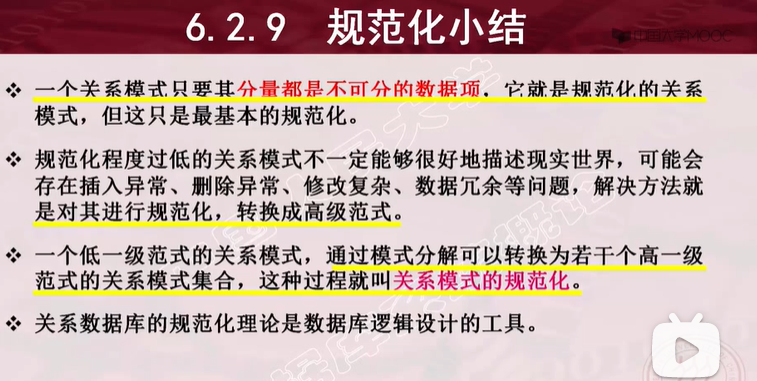 6.2.9 规范化小结
中国大学MOOC
❖ 一个关系模式只要其分量都是不可分的数据项，它就是规范化的关系
模式，但这只是最基本的规范化。
❖ 规范化程度过低的关系模式不一定能够很好地描述现实世界，可能会
存在插入异常、删除异常、修改复杂、数据冗余等问题，解决方法就
是对其进行规范化，转换成高级范式。
❖ 一个低一级范式的关系模式，通过模式分解可以转换为若干个高一级
范式的关系模式集合，这种过程就叫关系模式的规范化。
❖ 关系数据库的规范化理论是数据库逻辑设计的工具。